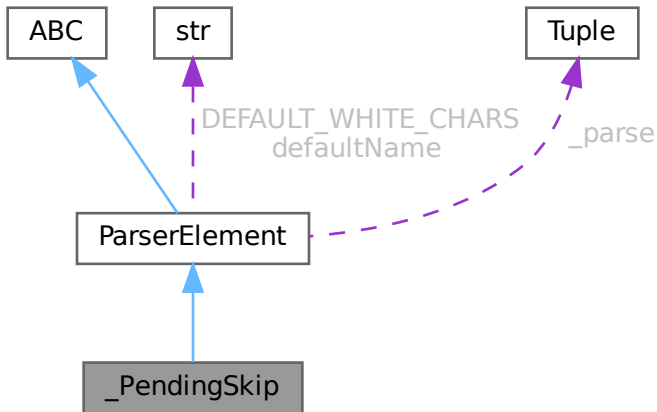 ABC
str
Tuple
DEFAULT_WHITE_CHARS
defaultName
_parse
ParserElement
_PendingSkip